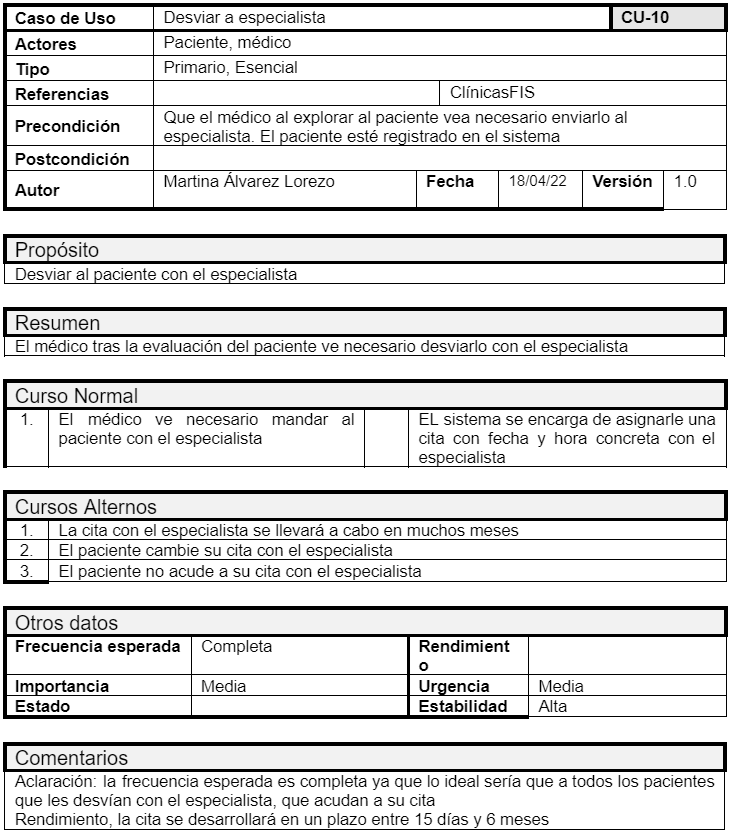 Caso de Uso Desviar a especialista CU-10
Actores Paciente, médico
Tipo Primario, Esencial
Referencias ClínicasFIS
Precondición Que el médico al explorar al paciente vea necesario enviarlo al
especialista. El paciente esté registrado en el sistema
Postcondición
Autor Martina Álvarez Lorezo Fecha 18/04/22 Versión 1.0
Propósito
Desviar al paciente con el especialista
Resumen
El médico tras la evaluación del paciente ve necesario desviarlo con el especialista
Curso Normal
1. El médico ve necesario mandar al
paciente con el especialista
EL sistema se encarga de asignarle una
cita con fecha y hora concreta con el
especialista
Cursos Alternos
1. La cita con el especialista se llevará a cabo en muchos meses
2. El paciente cambie su cita con el especialista
3. El paciente no acude a su cita con el especialista
Otros datos
Frecuencia esperada Completa Rendimient
o
Importancia Media Urgencia Media
Estado Estabilidad Alta
Comentarios
Aclaración: la frecuencia esperada es completa ya que lo ideal sería que a todos los pacientes
que les desvían con el especialista, que acudan a su cita
Rendimiento, la cita se desarrollará en un plazo entre 15 días y 6 meses